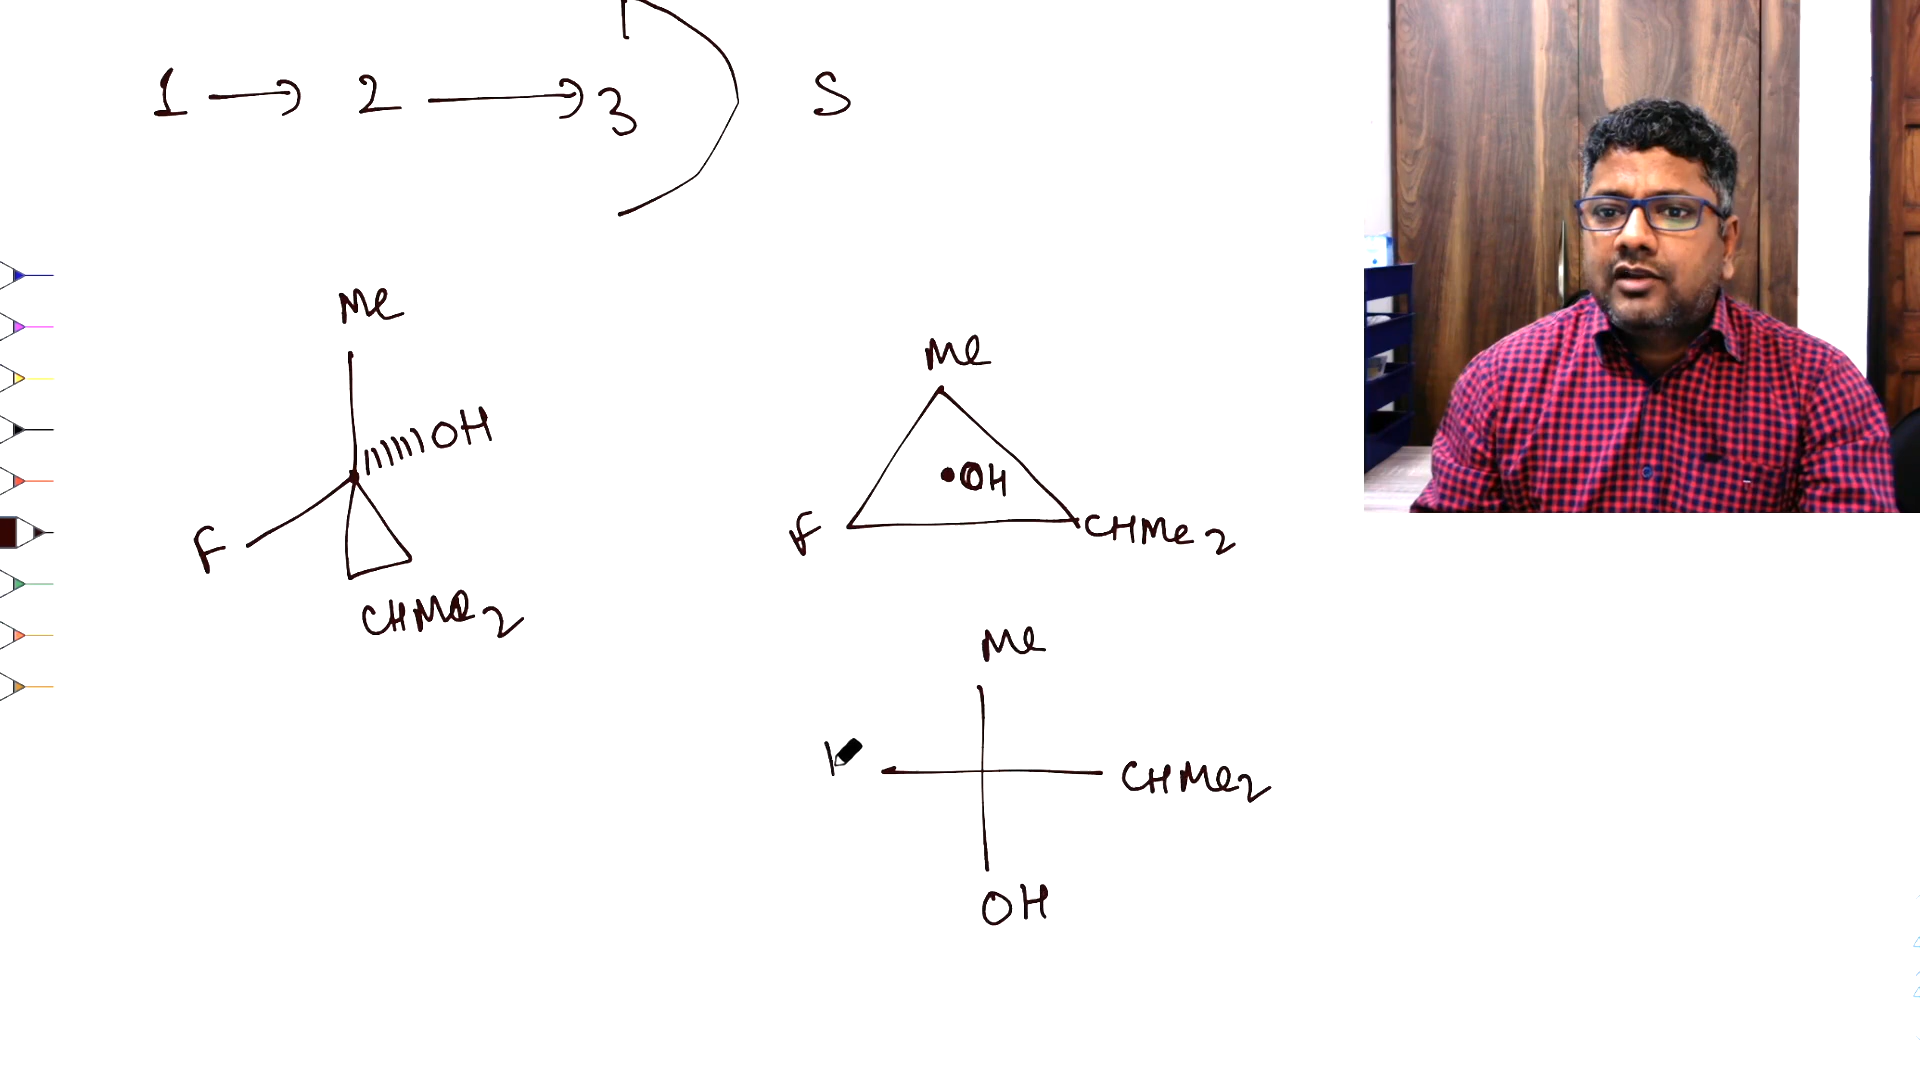 1 → 2 → 3 S
Me
OH
F
CHMe2
Me
OH
F CHMe2
Me
CHMe2
OH